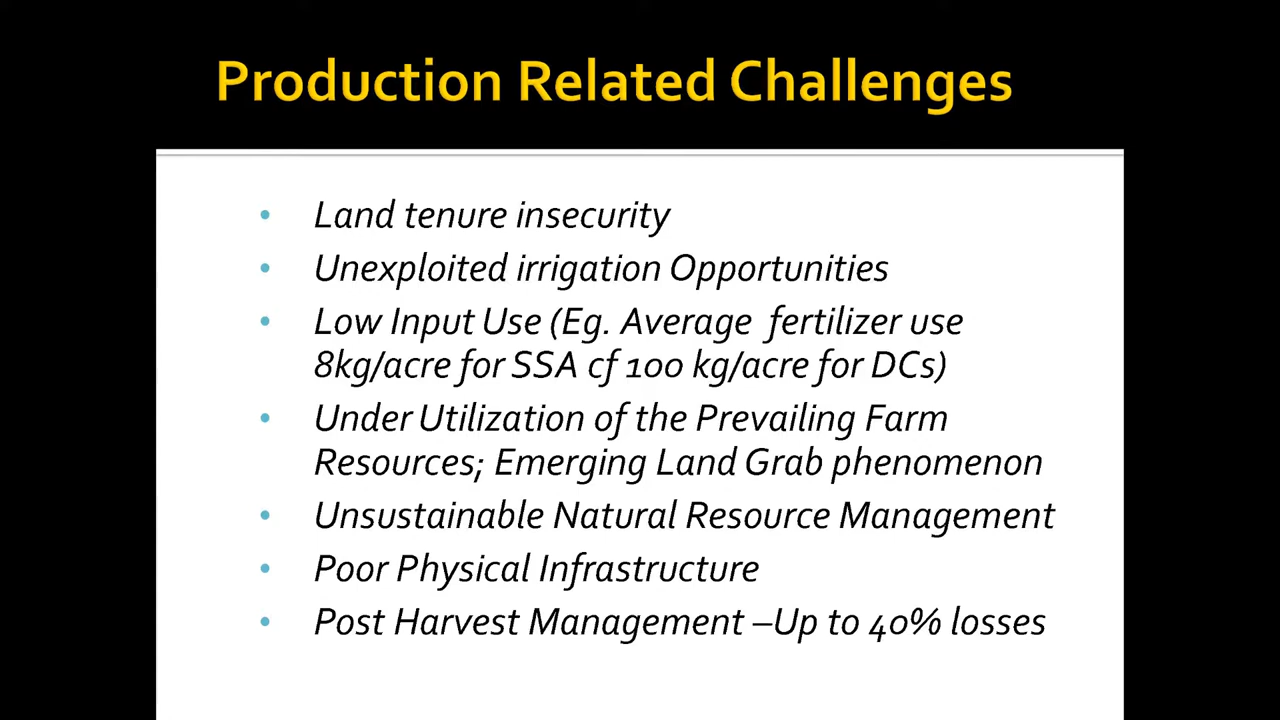 Production Related Challenges
• Land tenure insecurity
• Unexploited irrigation Opportunities
• Low Input Use (Eg. Average  fertilizer use
8kg/acre for SSA cf 100 kg/acre for DCs)
• Under Utilization of the Prevailing Farm
Resources; Emerging Land Grab phenomenon
• Unsustainable Natural Resource Management
• Poor Physical Infrastructure
• Post Harvest Management –Up to 40% losses